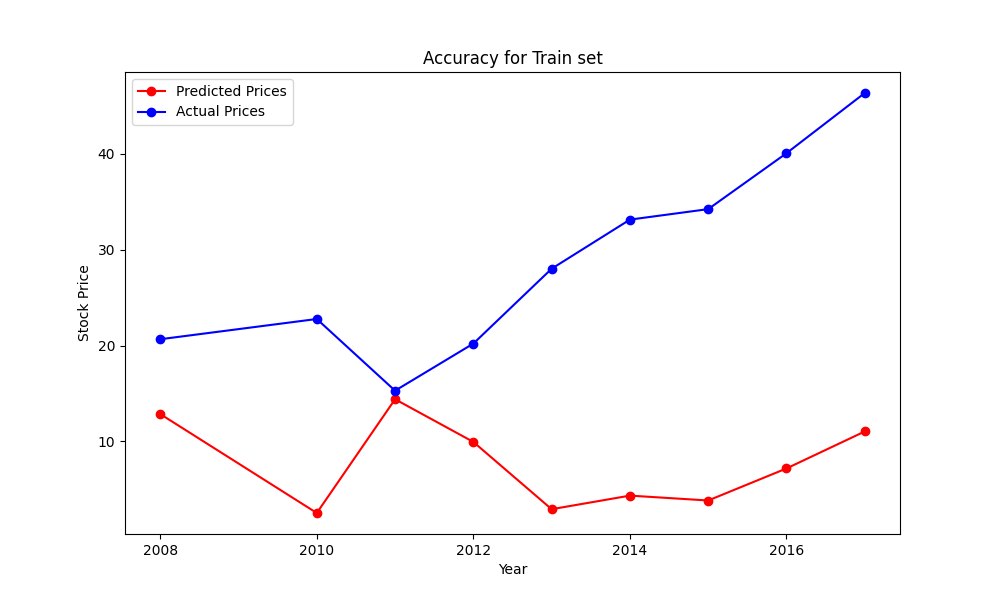 Accuracy for Train set
Predicted Prices
Actual Prices
Stock Price
40
30
20
10
2008 2010 2012 2014 2016
Year